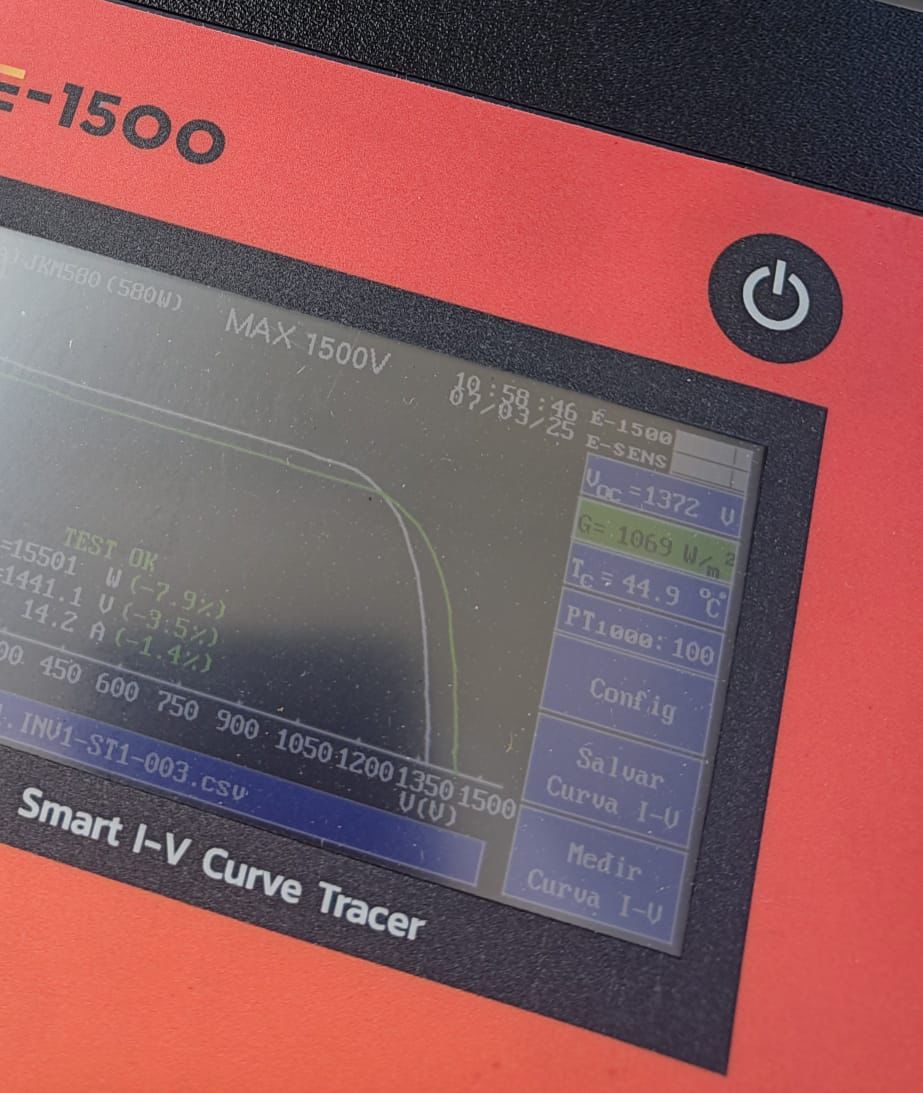 E-1500
JKM580 (580W)
MAX 1500V
10:58:46
07/03/25
E-1500
E-SENS
VOC =1372 V
G= 1069 W/m²
TC = 44.9 ºC
PT1000: 100
Config
Salvar
Curva I-V
Medir
Curva I-V
TEST OK
=15501 W (-7.9%)
=1441.1 V (-3.5%)
14.2 A (-1.4%)
00 450 600 750 900 1050 1200 1350 1500
V(V)
INV1-ST1-003.csv
Smart I-V Curve Tracer